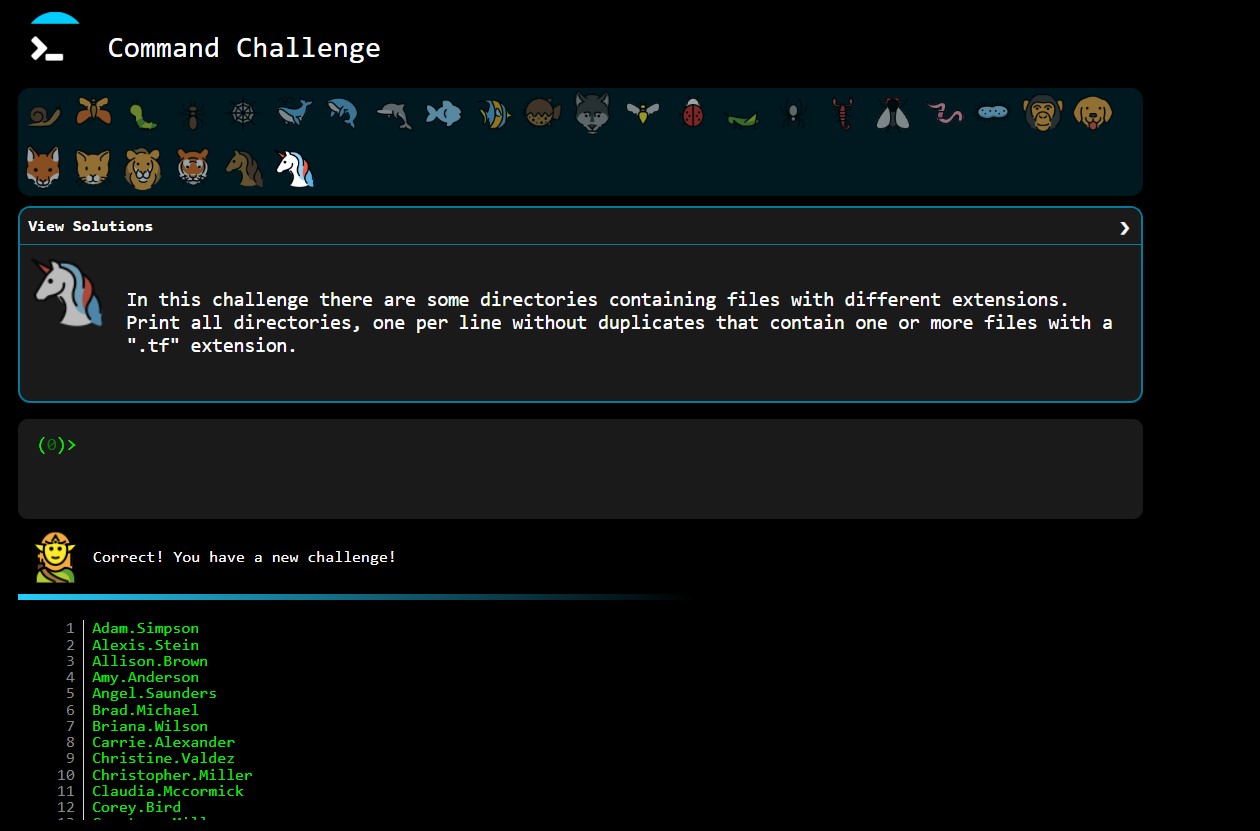 Command Challenge
View Solutions
In this challenge there are some directories containing files with different extensions.
Print all directories, one per line without duplicates that contain one or more files with a
".tf" extension.
(0)>
Correct! You have a new challenge!
1 Adam.Simpson
2 Alexis.Stein
3 Allison.Brown
4 Amy.Anderson
5 Angel.Saunders
6 Brad.Michael
7 Briana.Wilson
8 Carrie.Alexander
9 Christine.Valdez
10 Christopher.Miller
11 Claudia.Mccormick
12 Corey.Bird